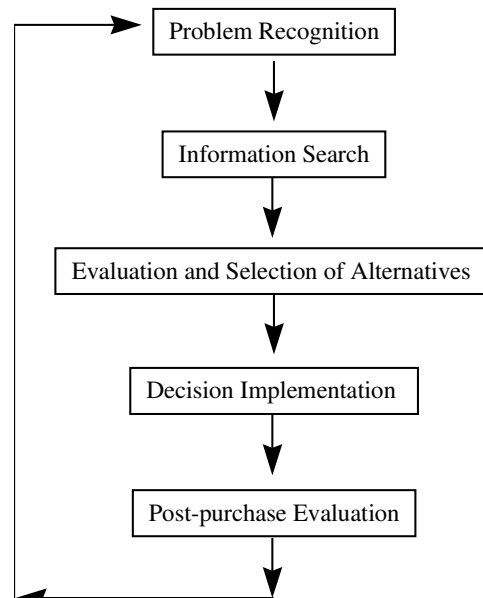 Problem Recognition
Information Search
Evaluation and Selection of Alternatives
Decision Implementation
Post-purchase Evaluation